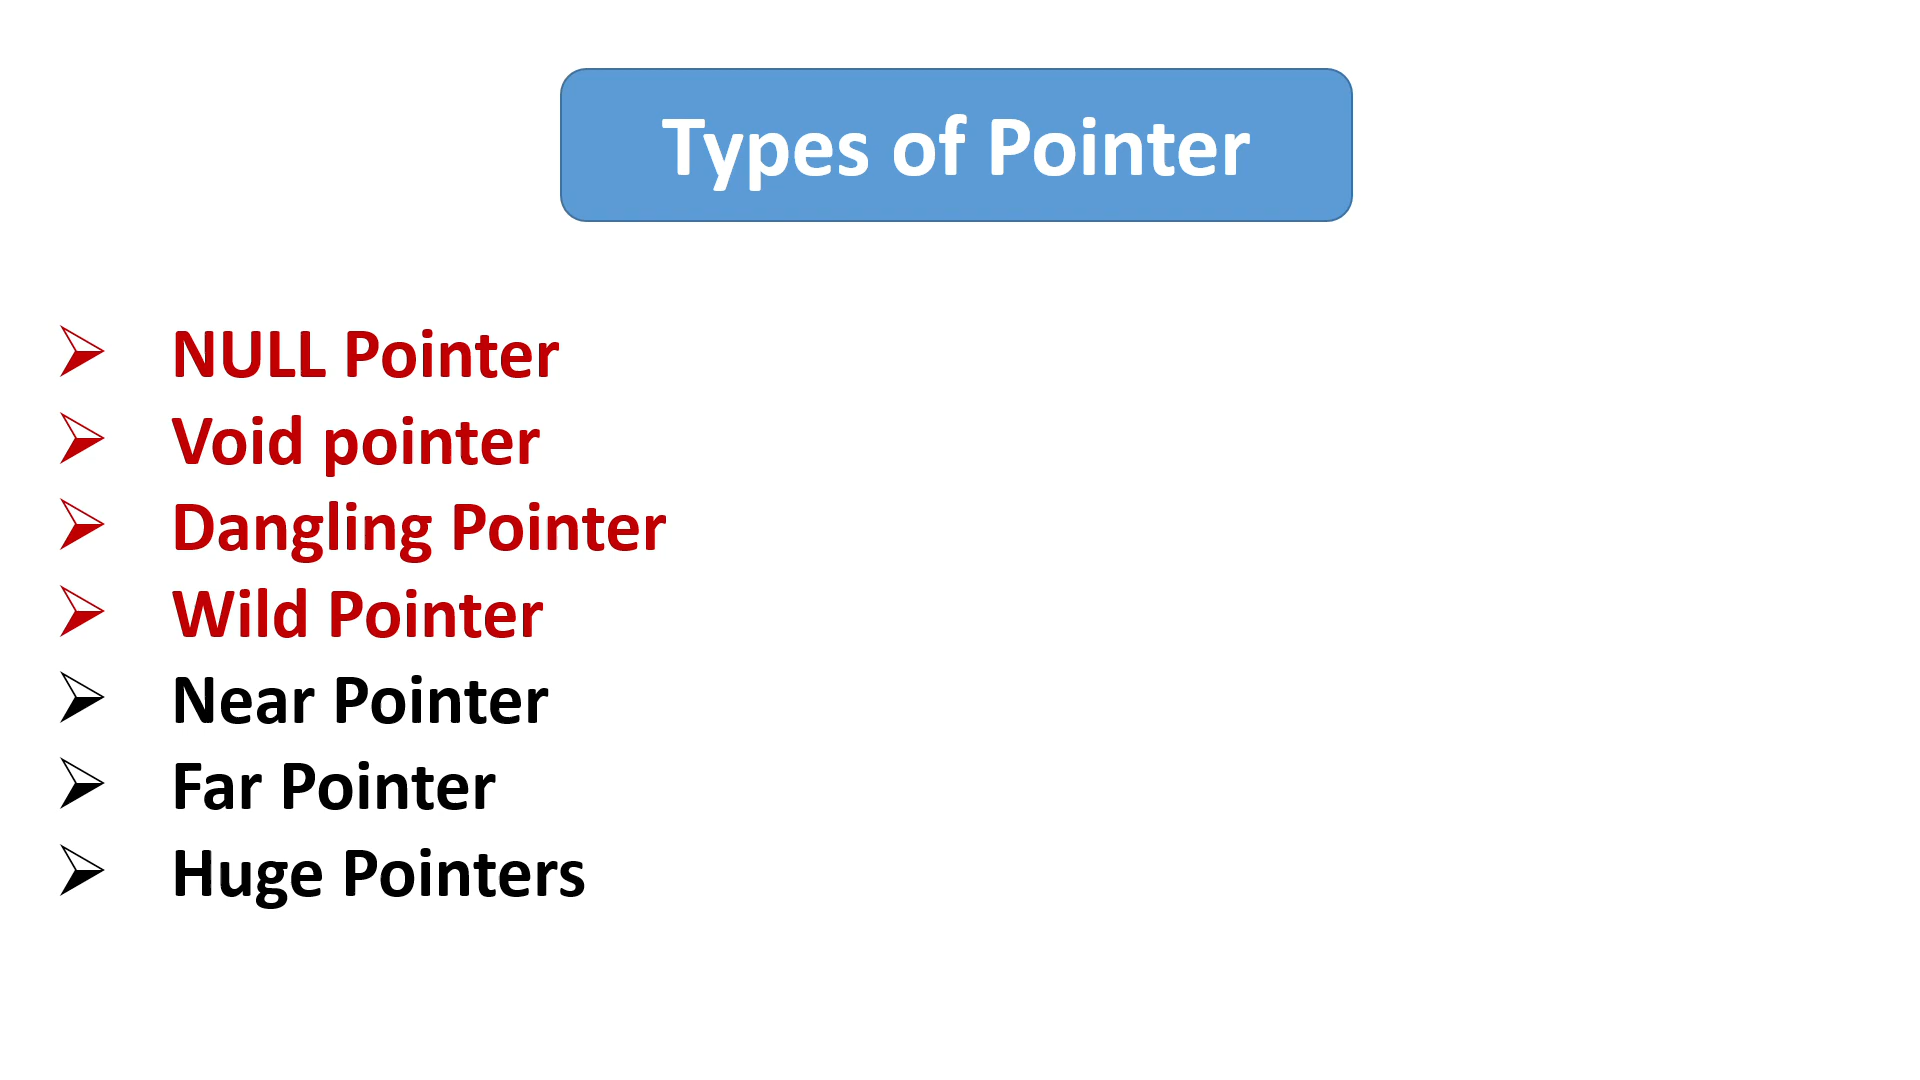 Types of Pointer
NULL Pointer
Void pointer
Dangling Pointer
Wild Pointer
Near Pointer
Far Pointer
Huge Pointers